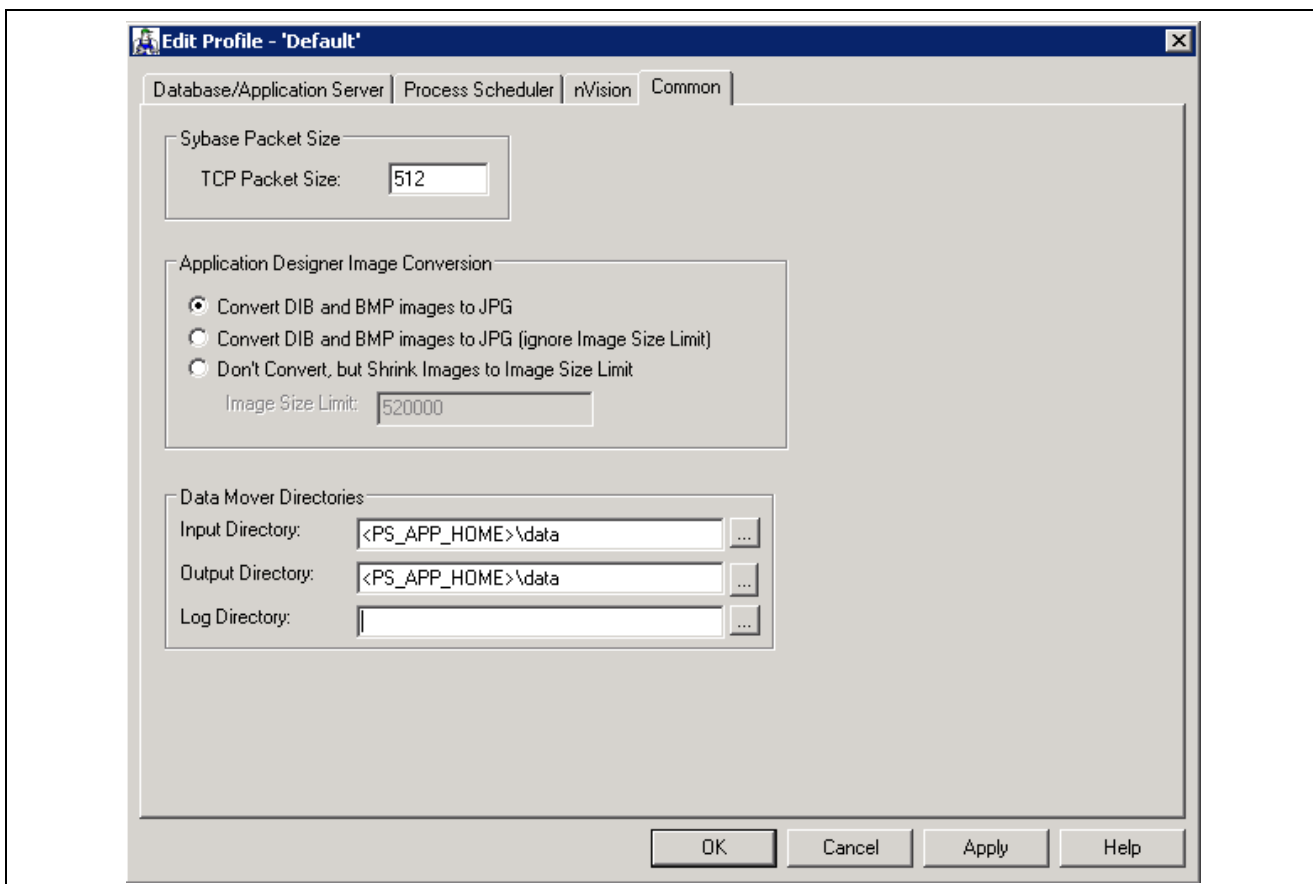 Edit Profile - 'Default'
Database/Application Server Process Scheduler nVision Common
Sybase Packet Size
TCP Packet Size: 512
Application Designer Image Conversion
Convert DIB and BMP images to JPG
Convert DIB and BMP images to JPG (ignore Image Size Limit)
Don't Convert, but Shrink Images to Image Size Limit
Image Size Limit: 520000
Data Mover Directories
Input Directory: <PS_APP_HOME>\data ...
Output Directory: <PS_APP_HOME>\data ...
Log Directory: ...
OK Cancel Apply Help